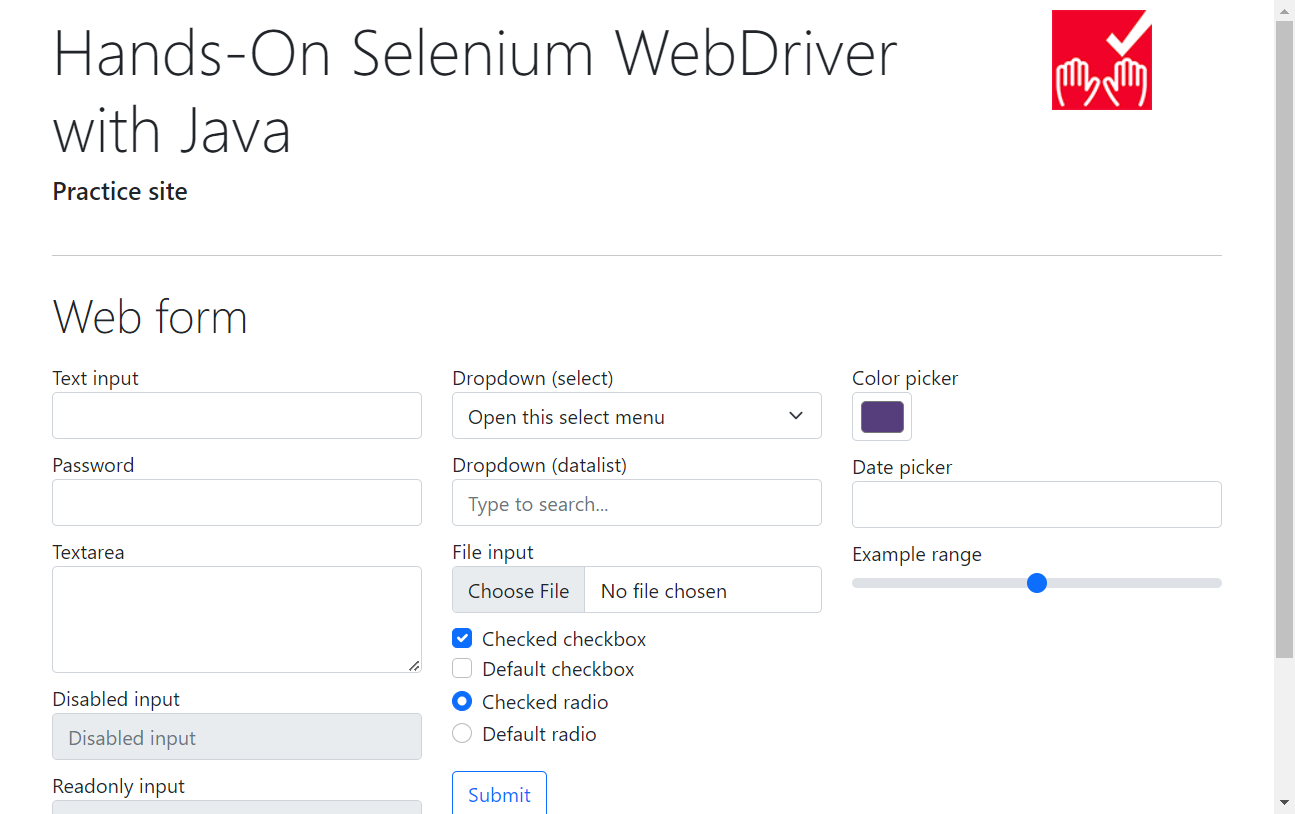 Hands-On Selenium WebDriver
with Java
Practice site
Web form
Text input
Password
Textarea
Disabled input
Disabled input
Readonly input
Dropdown (select)
Open this select menu
Dropdown (datalist)
Type to search...
File input
Choose File No file chosen
Checked checkbox
Default checkbox
Checked radio
Default radio
Submit
Color picker
Date picker
Example range